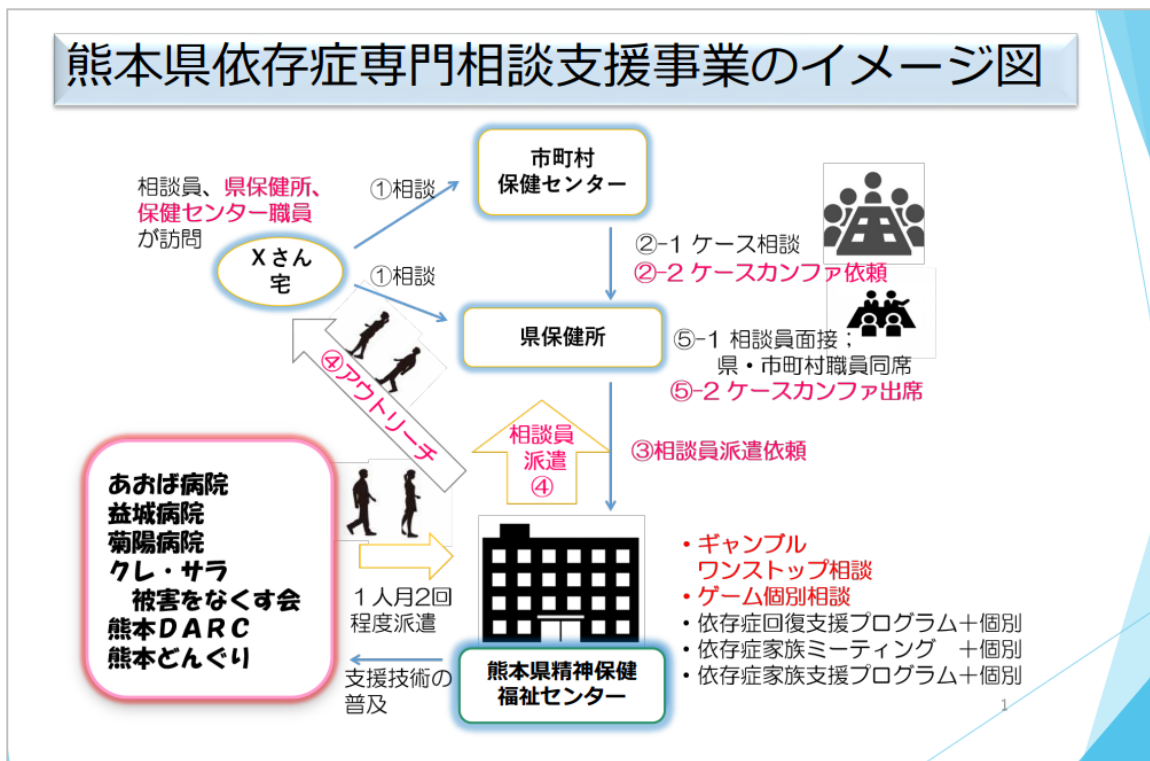 熊本県依存症専門相談支援事業のイメージ図
市町村
保健センター
相談員、県保健所、
保健センター職員
が訪問
①相談
Xさん
宅
①相談
②-1 ケース相談
②-2 ケースカンファ依頼
県保健所
⑤-1 相談員面接；
県・市町村職員同席
⑤-2 ケースカンファ出席
④アウトリーチ
相談員
派遣
④
③相談員派遣依頼
あおば病院
益城病院
菊陽病院
クレ・サラ
被害をなくす会
熊本DARC
熊本どんぐり
１人月2回
程度派遣
支援技術の
普及
熊本県精神保健
福祉センター
・ギャンブル
ワンストップ相談
・ゲーム個別相談
・依存症回復支援プログラム＋個別
・依存症家族ミーティング　＋個別
・依存症家族支援プログラム＋個別
1